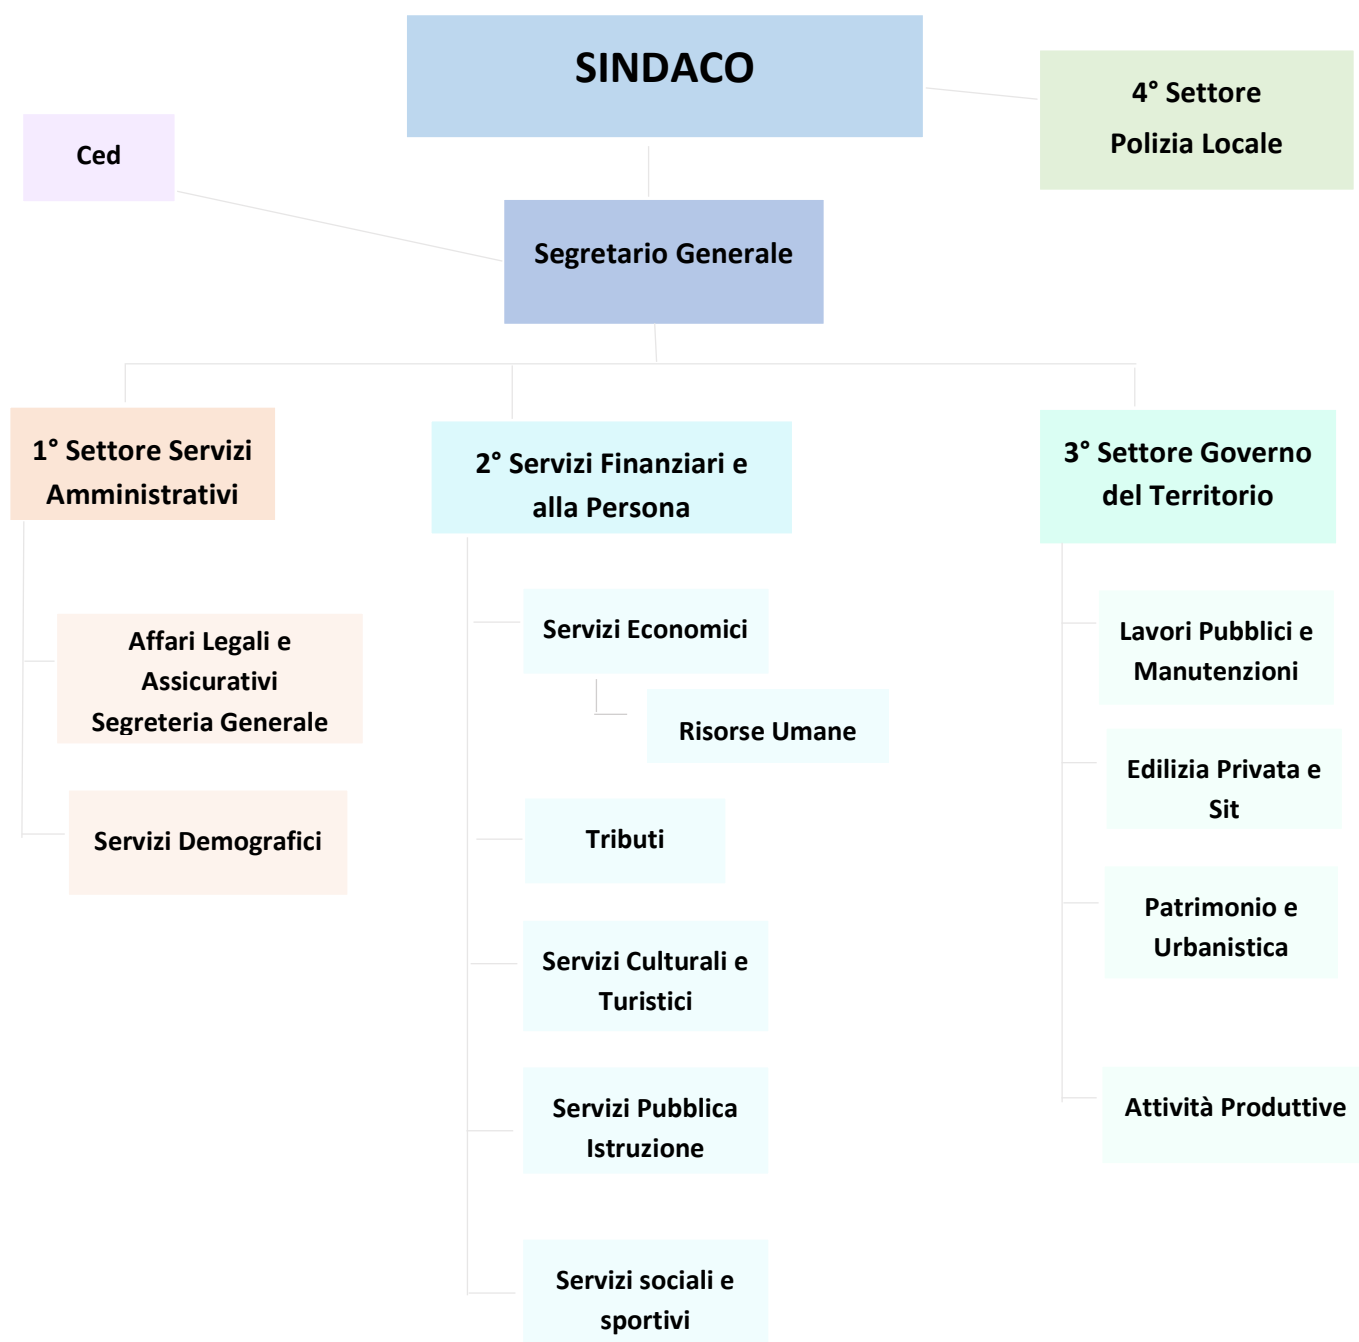 SINDACO
4° Settore
Polizia Locale
Ced
Segretario Generale
1° Settore Servizi
Amministrativi
2° Servizi Finanziari e
alla Persona
3° Settore Governo
del Territorio
Affari Legali e
Assicurativi
Segreteria Generale
Servizi Demografici
Servizi Economici
Risorse Umane
Tributi
Servizi Culturali e
Turistici
Servizi Pubblica
Istruzione
Servizi sociali e
sportivi
Lavori Pubblici e
Manutenzioni
Edilizia Privata e
Sit
Patrimonio e
Urbanistica
Attività Produttive